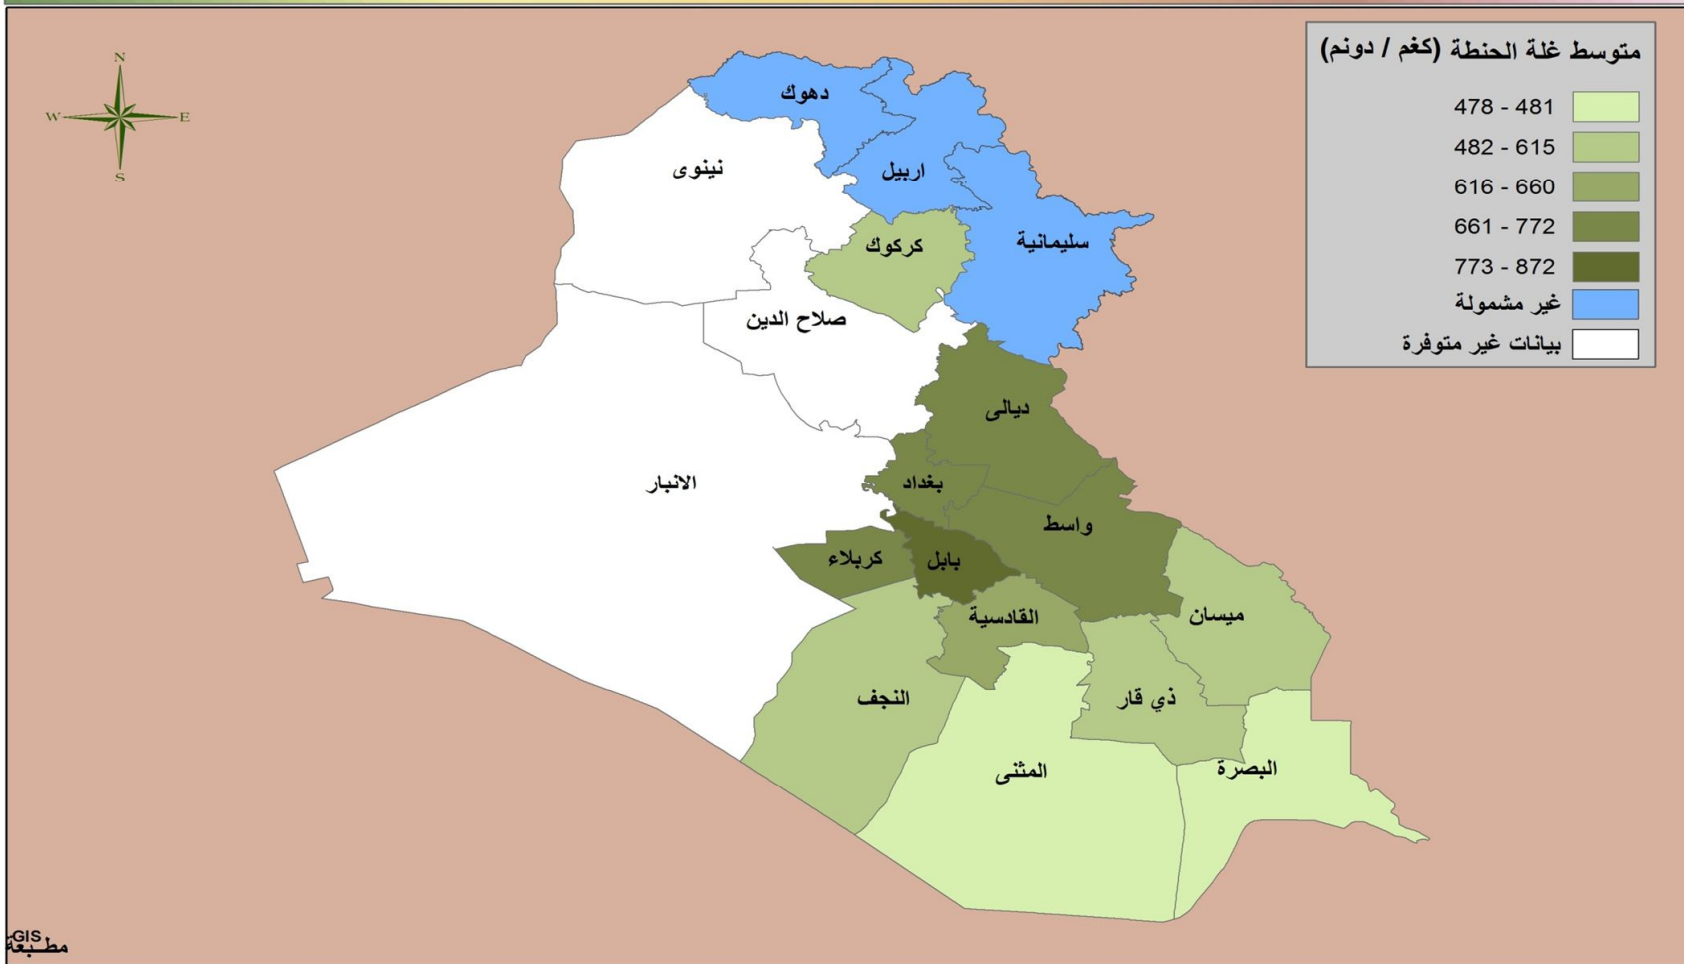 متوسط غلة الحنطة (كغم / دونم)
478 - 481
482 - 615
616 - 660
661 - 772
773 - 872
غير مشمولة
بيانات غير متوفرة
N
W
E
S
دهوك
نينوى
اربيل
كركوك
سليمانية
صلاح الدين
ديالى
الانبار
بغداد
واسط
كربلاء
بابل
القادسية
ميسان
النجف
ذي قار
المثنى
البصرة
GIS
مطبعة